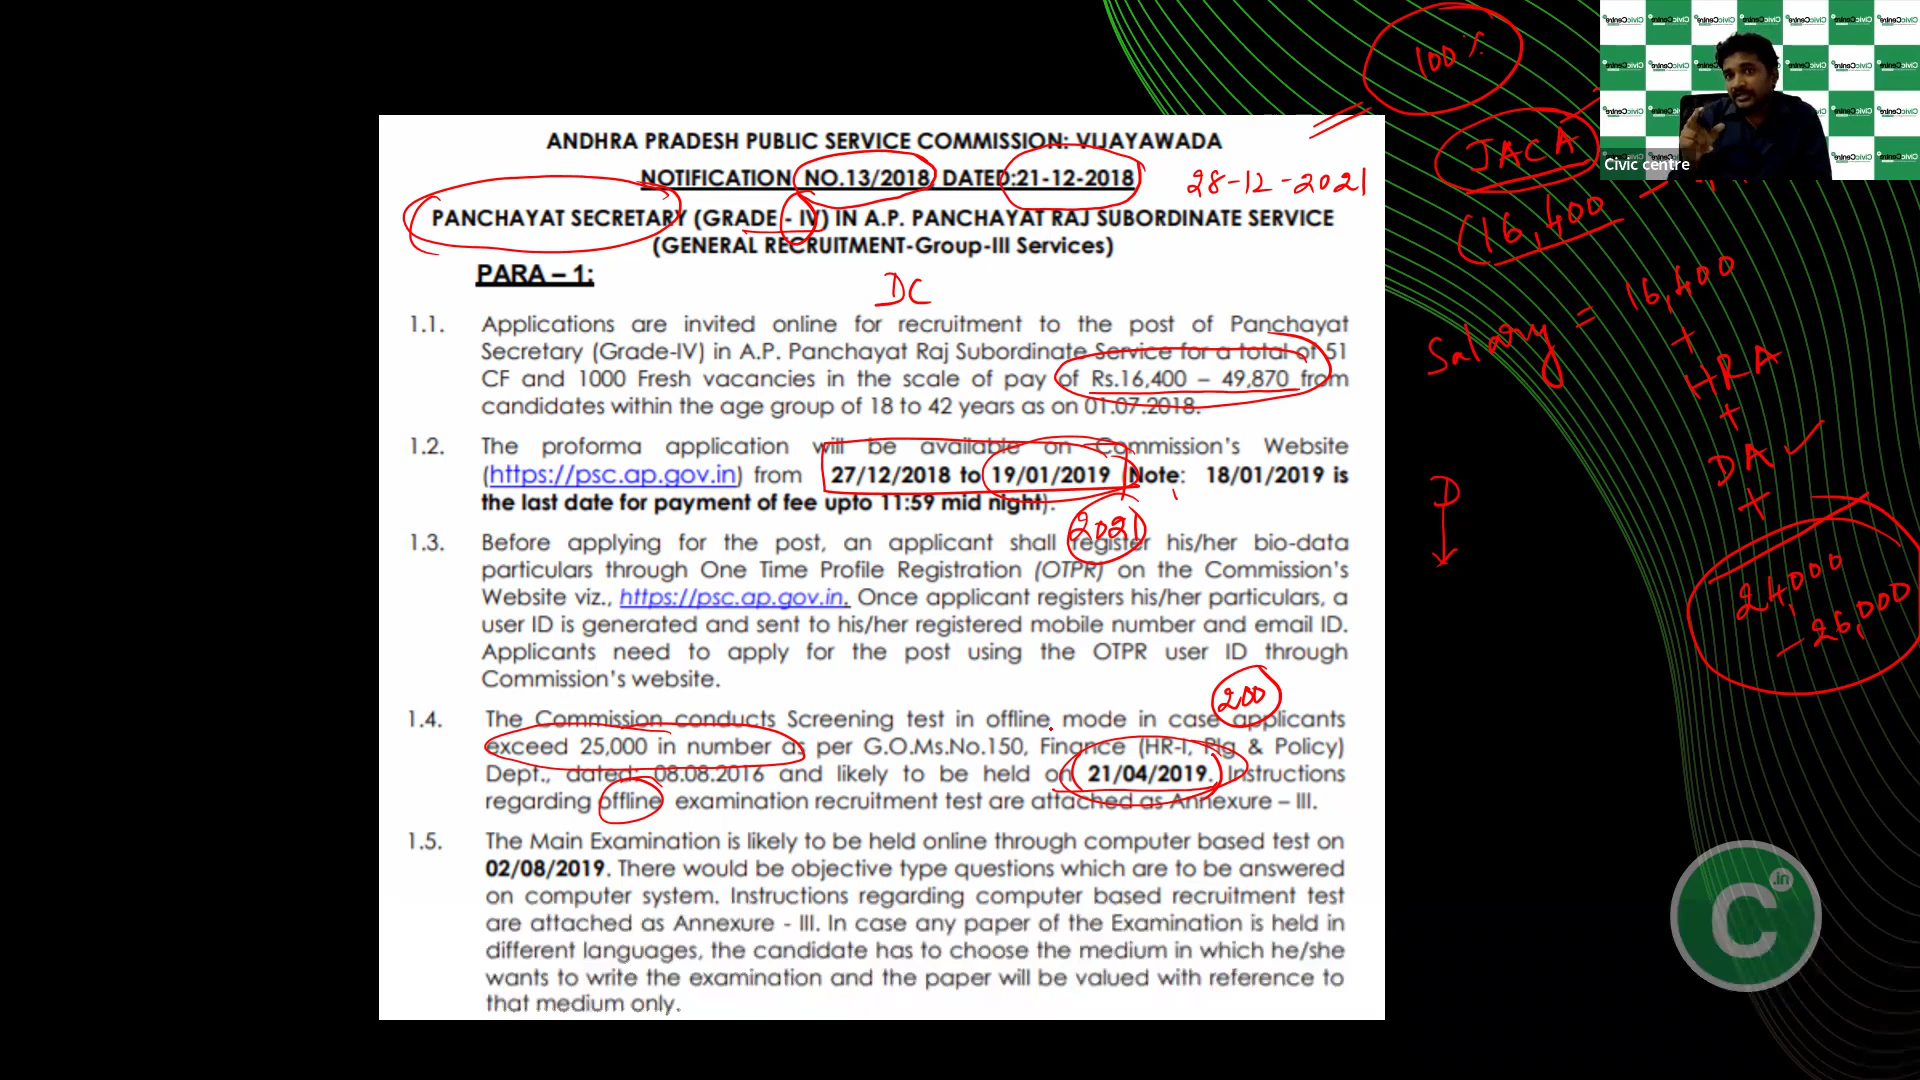 ANDHRA PRADESH PUBLIC SERVICE COMMISSION: VIJAYAWADA
NOTIFICATION NO.13/2018 DATED:21-12-2018
28-12-2021
PANCHAYAT SECRETARY (GRADE - IV) IN A.P. PANCHAYAT RAJ SUBORDINATE SERVICE
(GENERAL RECRUITMENT-Group-III Services)
PARA – 1:
DC
1.1. Applications are invited online for recruitment to the post of Panchayat
Secretary (Grade-IV) in A.P. Panchayat Raj Subordinate Service for a total of 51
CF and 1000 Fresh vacancies in the scale of pay of Rs.16,400 – 49,870 from
candidates within the age group of 18 to 42 years as on 01.07.2018.
1.2. The proforma application will be available on Commission's Website
(https://psc.ap.gov.in) from 27/12/2018 to 19/01/2019 (Note: 18/01/2019 is
the last date for payment of fee upto 11:59 mid night).
2021
1.3. Before applying for the post, an applicant shall register his/her bio-data
particulars through One Time Profile Registration (OTPR) on the Commission's
Website viz., https://psc.ap.gov.in. Once applicant registers his/her particulars, a
user ID is generated and sent to his/her registered mobile number and email ID.
Applicants need to apply for the post using the OTPR user ID through
Commission's website.
200
1.4. The Commission conducts Screening test in offline mode in case applicants
exceed 25,000 in number as per G.O.Ms.No.150, Finance (HR-I, Plg & Policy)
Dept., dated: 08.08.2016 and likely to be held on 21/04/2019. Instructions
regarding offline examination recruitment test are attached as Annexure – III.
1.5. The Main Examination is likely to be held online through computer based test on
02/08/2019. There would be objective type questions which are to be answered
on computer system. Instructions regarding computer based recruitment test
are attached as Annexure - III. In case any paper of the Examination is held in
different languages, the candidate has to choose the medium in which he/she
wants to write the examination and the paper will be valued with reference to
that medium only.
100%
JACA
(16,400
Salary = 16,400
+
HRA
+
DA ✓
+
24,000
– 26,000
Civic centre
C
.in